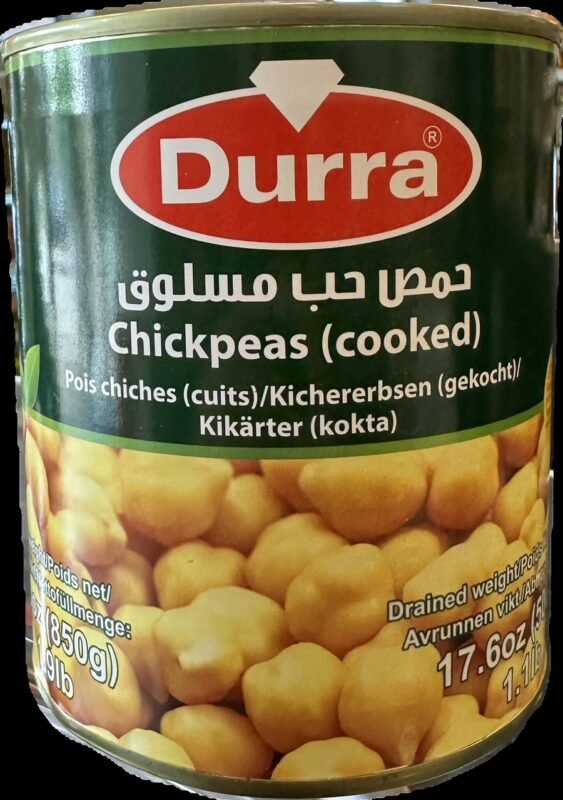 Durra®
حمص حب مسلوق
Chickpeas (cooked)
Pois chiches (cuits)/Kichererbsen (gekocht)/
Kikärter (kokta)
Poids net/
(850g)
Drained weight/
Avrunnen vikt
17.6oz